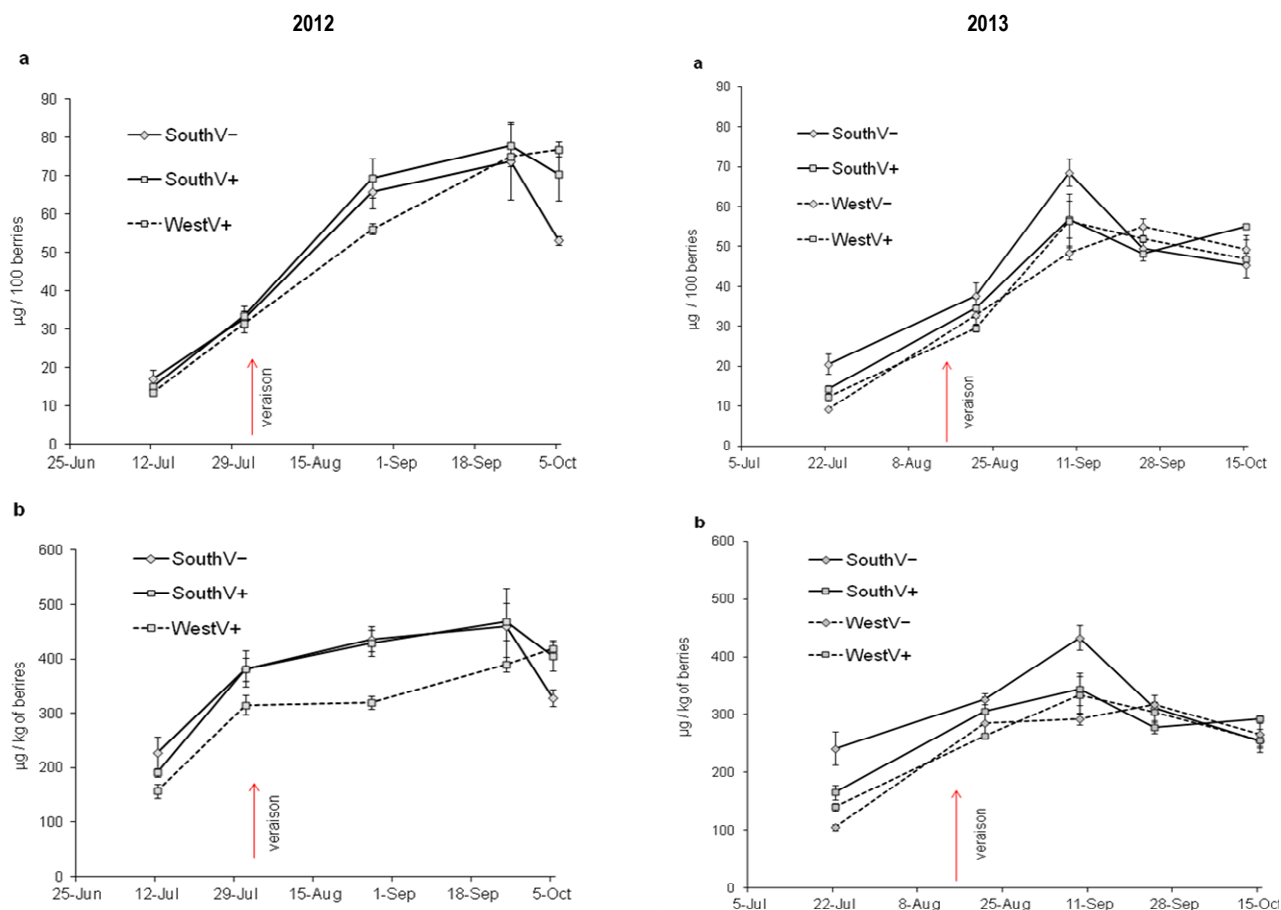 2012
2013
a
µg / 100 berries
90
80
70
60
50
40
30
20
10
0
SouthV−
SouthV+
WestV+
veraison
25-Jun 12-Jul 29-Jul 15-Aug 1-Sep 18-Sep 5-Oct
a
µg / 100 berries
90
80
70
60
50
40
30
20
10
0
SouthV−
SouthV+
WestV−
WestV+
veraison
5-Jul 22-Jul 8-Aug 25-Aug 11-Sep 28-Sep 15-Oct
b
µg / kg of berires
600
500
400
300
200
100
0
SouthV−
SouthV+
WestV+
veraison
25-Jun 12-Jul 29-Jul 15-Aug 1-Sep 18-Sep 5-Oct
b
µg / kg of berries
600
500
400
300
200
100
0
SouthV−
SouthV+
WestV−
WestV+
veraison
5-Jul 22-Jul 8-Aug 25-Aug 11-Sep 28-Sep 15-Oct